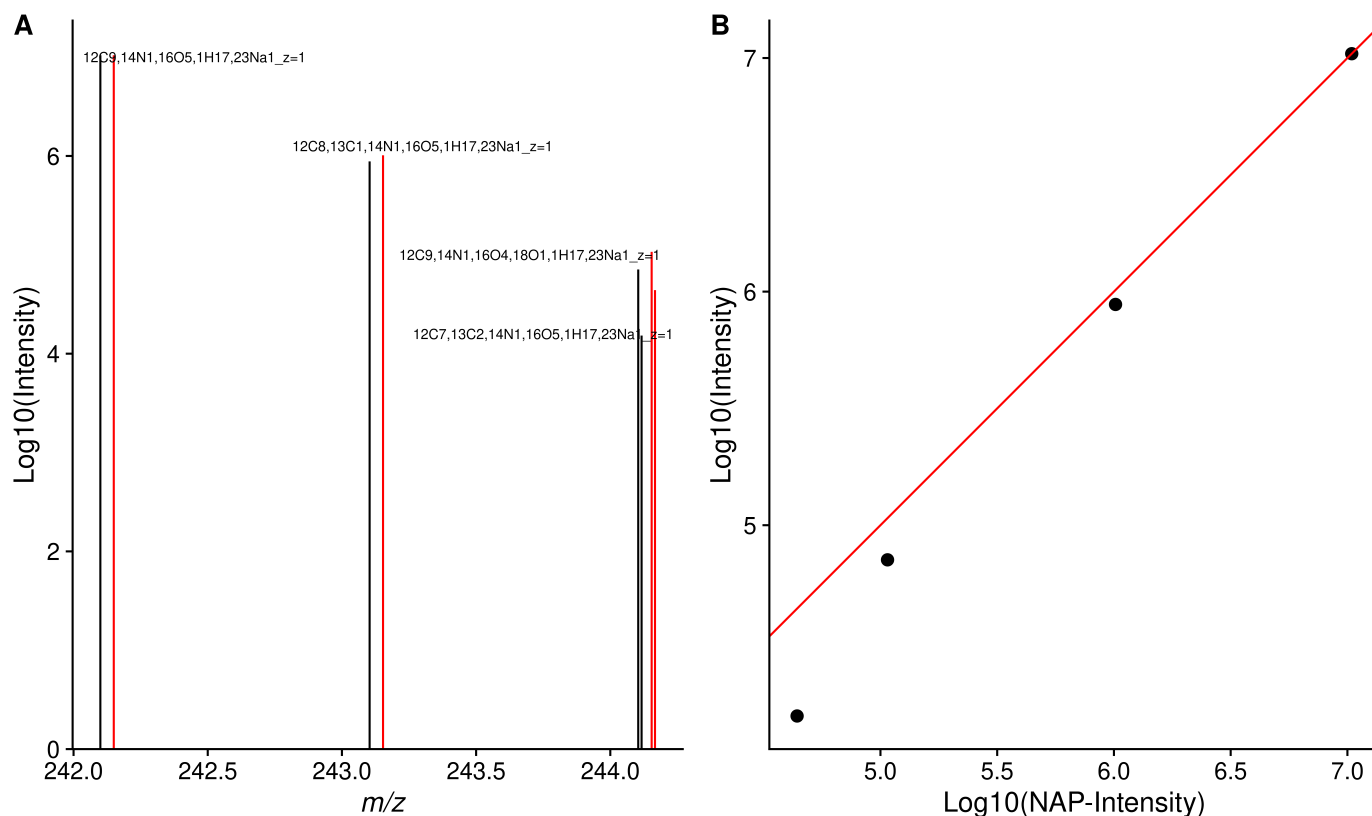 A
12C9,14N1,16O5,1H17,23Na1_z=1
12C8,13C1,14N1,16O5,1H17,23Na1_z=1
12C9,14N1,16O4,18O1,1H17,23Na1_z=1
12C7,13C2,14N1,16O5,1H17,23Na1_z=1
Log10(Intensity)
6
4
2
0
242.0 242.5 243.0 243.5 244.0
m/z
B
Log10(Intensity)
7
6
5
5.0 5.5 6.0 6.5 7.0
Log10(NAP-Intensity)